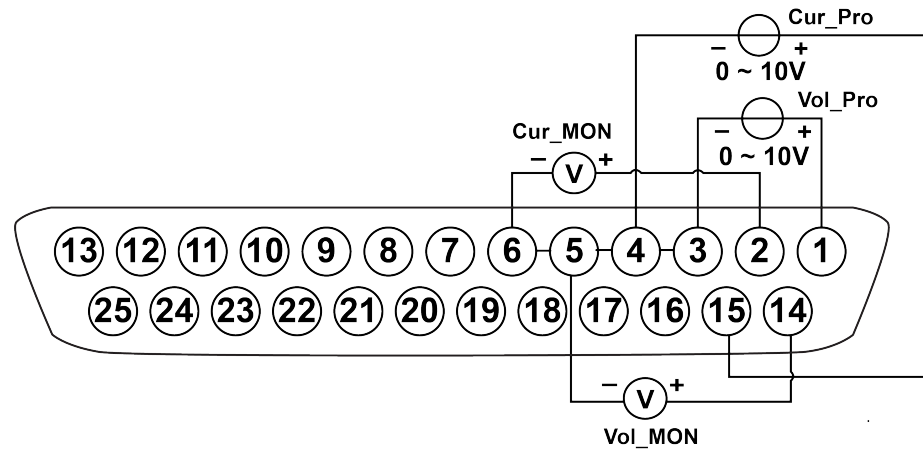 Cur_Pro
− +
0 ~ 10V
Vol_Pro
− +
0 ~ 10V
Cur_MON
− V +
13 12 11 10 9 8 7 6 5 4 3 2 1
25 24 23 22 21 20 19 18 17 16 15 14
− V +
Vol_MON